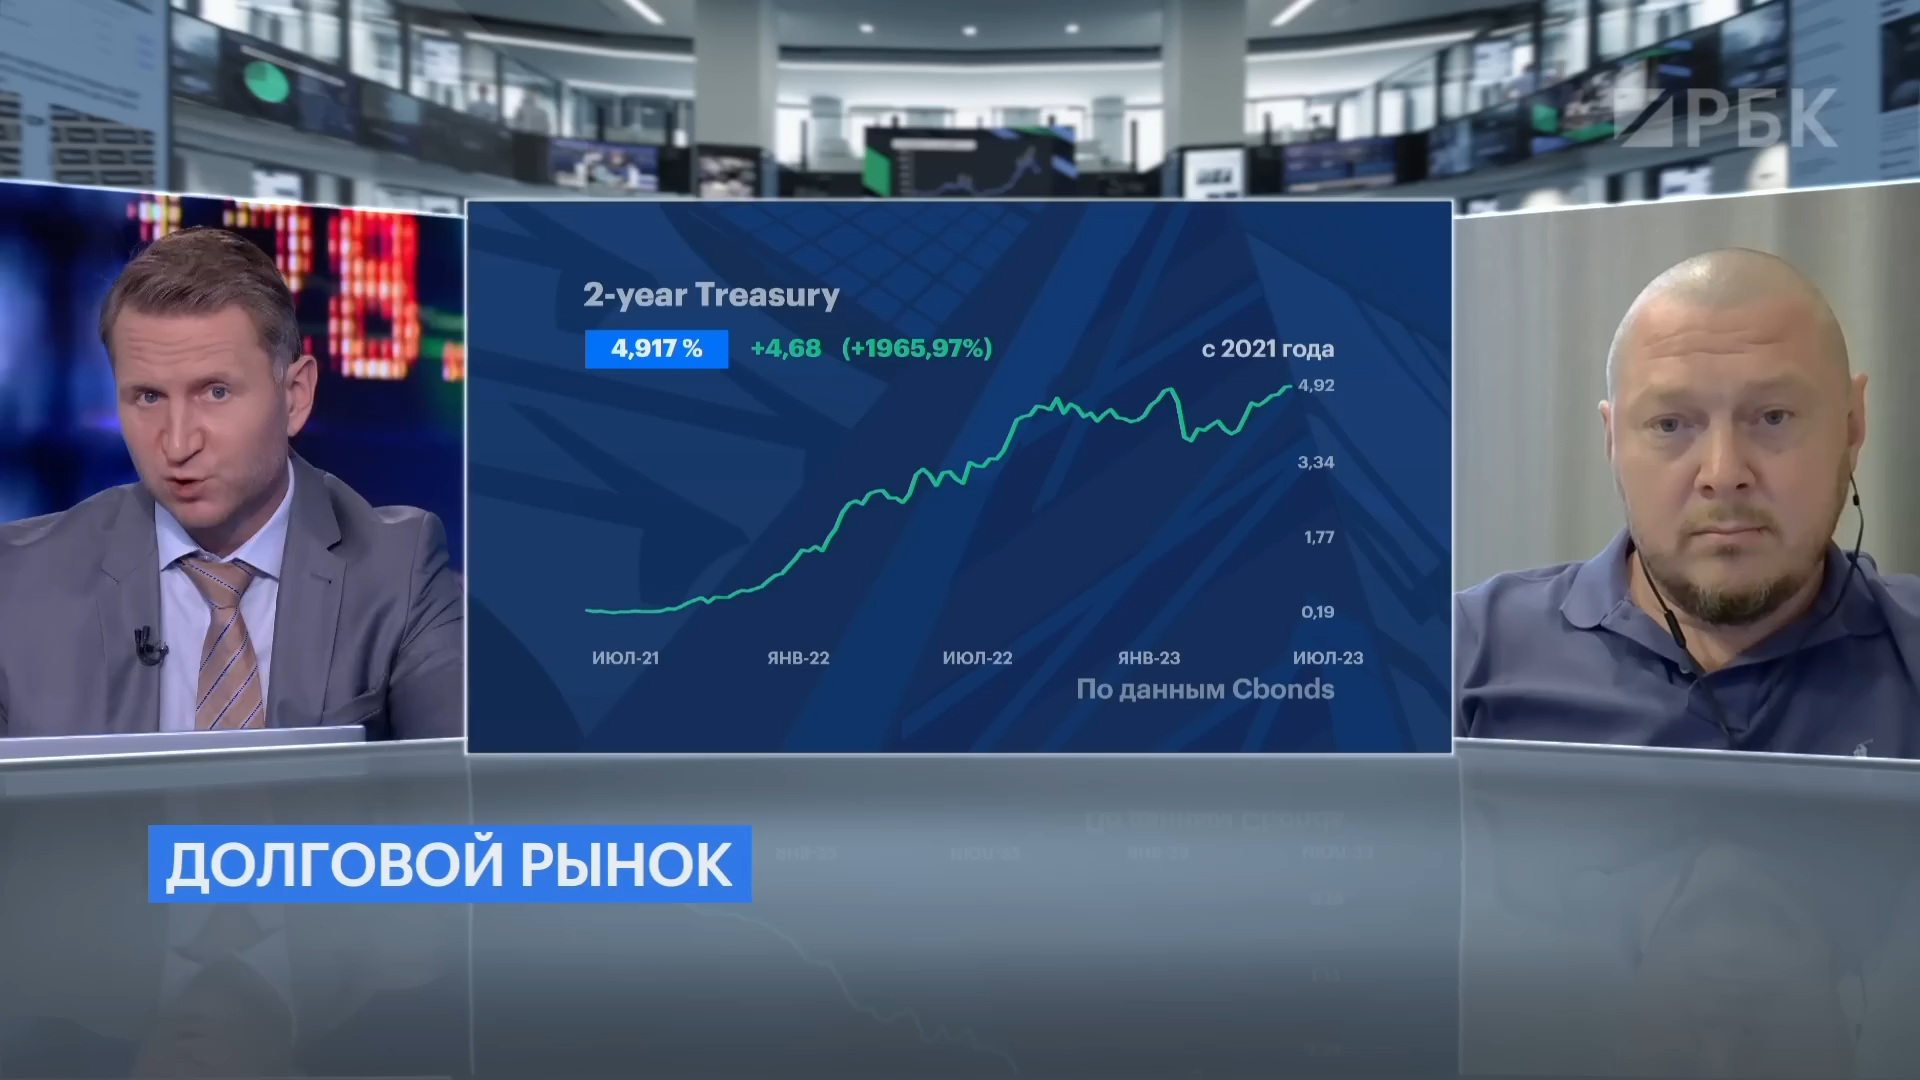 РБК
178
2-year Treasury
4,917 % +4,68 (+1965,97%) с 2021 года
4,92
3,34
1,77
0,19
ИЮЛ-21 ЯНВ-22 ИЮЛ-22 ЯНВ-23 ИЮЛ-23
По данным Cbonds
ДОЛГОВОЙ РЫНОК